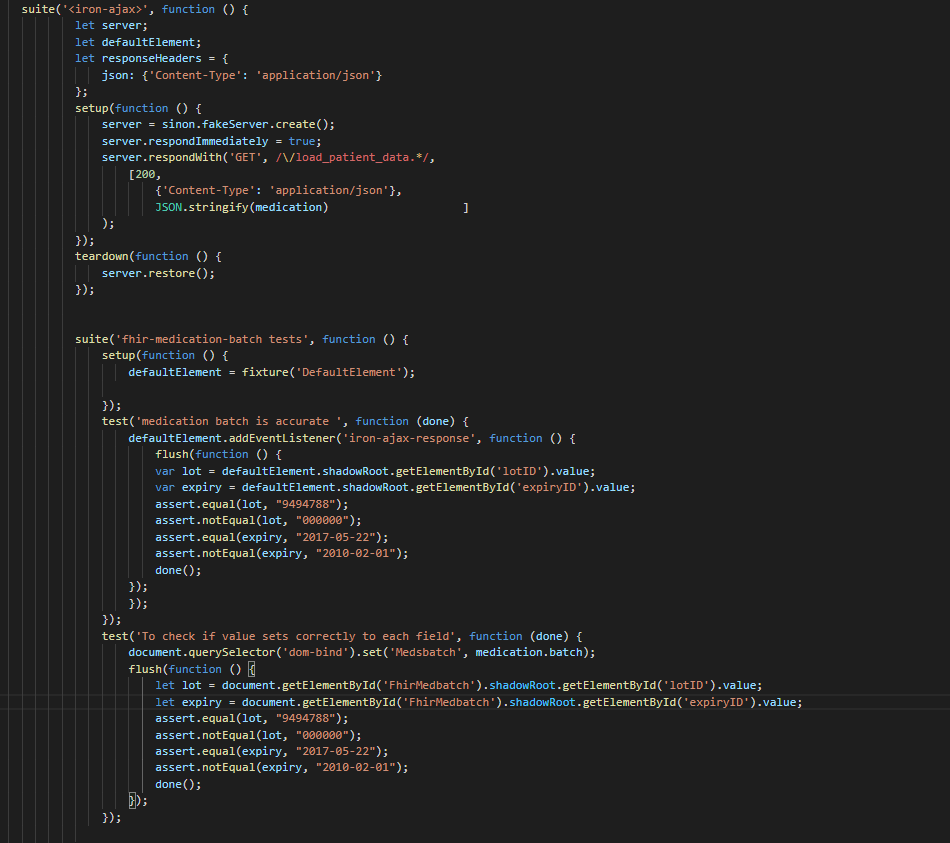 suite('<iron-ajax>', function () {
let server;
let defaultElement;
let responseHeaders = {
json: {'Content-Type': 'application/json'}
};
setup(function () {
server = sinon.fakeServer.create();
server.respondImmediately = true;
server.respondWith('GET', /\/load_patient_data.*/,
[200,
{'Content-Type': 'application/json'},
JSON.stringify(medication) ]
);
});
teardown(function () {
server.restore();
});
suite('fhir-medication-batch tests', function () {
setup(function () {
defaultElement = fixture('DefaultElement');
});
test('medication batch is accurate ', function (done) {
defaultElement.addEventListener('iron-ajax-response', function () {
flush(function () {
var lot = defaultElement.shadowRoot.getElementById('lotID').value;
var expiry = defaultElement.shadowRoot.getElementById('expiryID').value;
assert.equal(lot, "9494788");
assert.notEqual(lot, "000000");
assert.equal(expiry, "2017-05-22");
assert.notEqual(expiry, "2010-02-01");
done();
});
});
});
test('To check if value sets correctly to each field', function (done) {
document.querySelector('dom-bind').set('Medsbatch', medication.batch);
flush(function () {
let lot = document.getElementById('FhirMedbatch').shadowRoot.getElementById('lotID').value;
let expiry = document.getElementById('FhirMedbatch').shadowRoot.getElementById('expiryID').value;
assert.equal(lot, "9494788");
assert.notEqual(lot, "000000");
assert.equal(expiry, "2017-05-22");
assert.notEqual(expiry, "2010-02-01");
done();
});
});